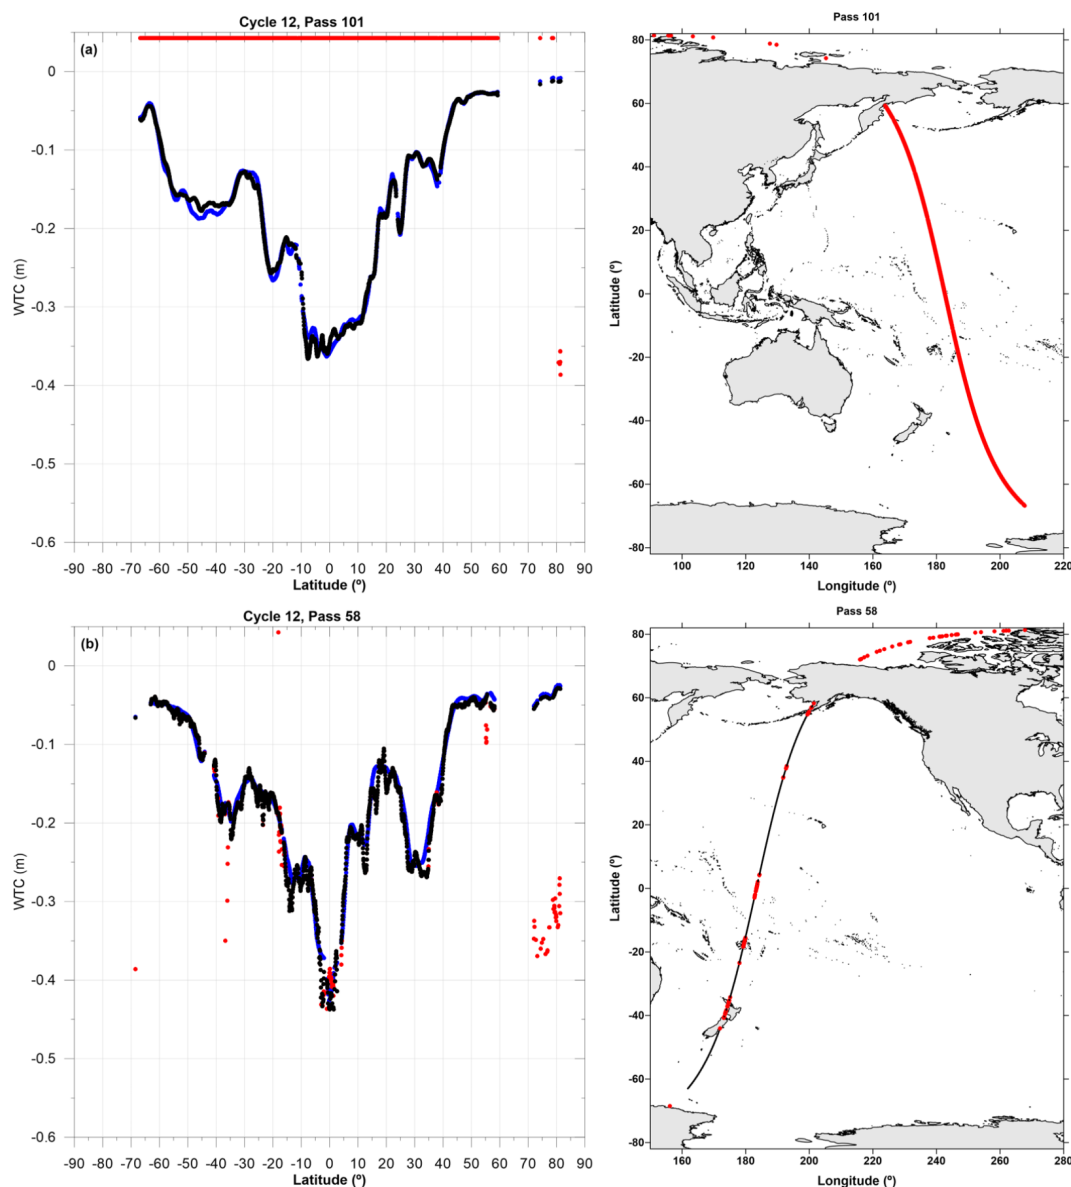 Cycle 12, Pass 101
(a)
0
-0.1
-0.2
-0.3
-0.4
-0.5
-0.6
WTC (m)
-90 -80 -70 -60 -50 -40 -30 -20 -10 0 10 20 30 40 50 60 70 80 90
Latitude (º)
Pass 101
80
60
40
20
0
-20
-40
-60
-80
Latitude (º)
100 120 140 160 180 200 220
Longitude (º)
Cycle 12, Pass 58
(b)
0
-0.1
-0.2
-0.3
-0.4
-0.5
-0.6
WTC (m)
-90 -80 -70 -60 -50 -40 -30 -20 -10 0 10 20 30 40 50 60 70 80 90
Latitude (º)
Pass 58
80
60
40
20
0
-20
-40
-60
-80
Latitude (º)
160 180 200 220 240 260 280
Longitude (º)